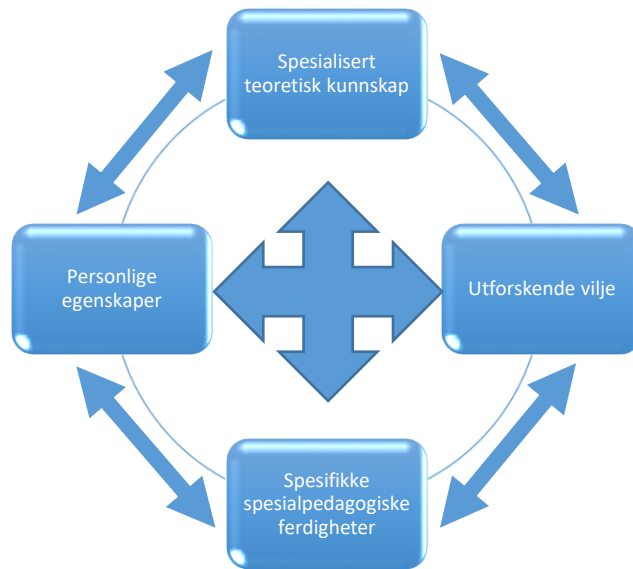 Spesialisert
teoretisk kunnskap
Personlige
egenskaper
Utforskende vilje
Spesifikke
spesialpedagogiske
ferdigheter